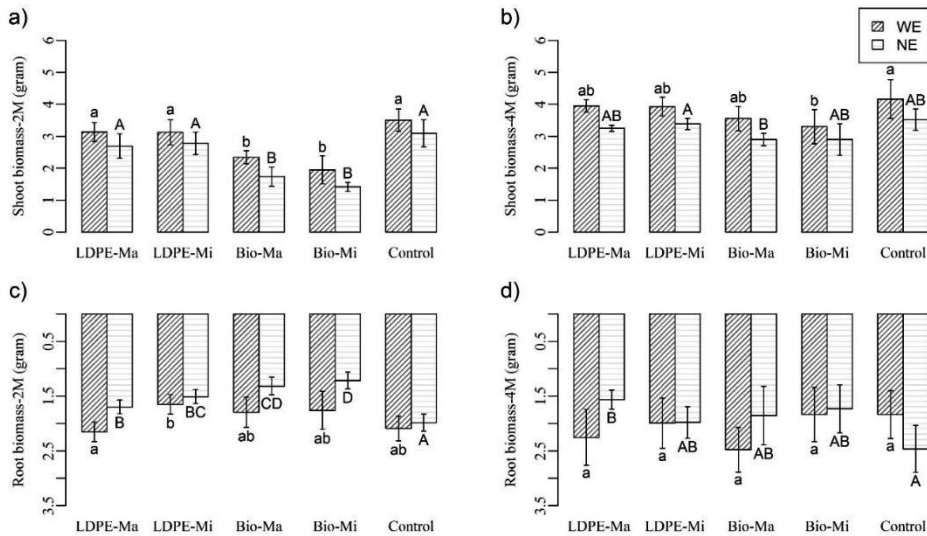 a)
Shoot biomass-2M (gram)
6
5
4
3
2
1
0
a A a A b B b B a A
LDPE-Ma LDPE-Mi Bio-Ma Bio-Mi Control
b)
WE
NE
Shoot biomass-4M (gram)
6
5
4
3
2
1
0
ab AB ab A ab B b AB a AB
LDPE-Ma LDPE-Mi Bio-Ma Bio-Mi Control
c)
Root biomass-2M (gram)
0.5
1.5
2.5
3.5
a B b BC ab CD ab D ab A
LDPE-Ma LDPE-Mi Bio-Ma Bio-Mi Control
d)
Root biomass-4M (gram)
0.5
1.5
2.5
3.5
a B a AB a AB a AB a A
LDPE-Ma LDPE-Mi Bio-Ma Bio-Mi Control